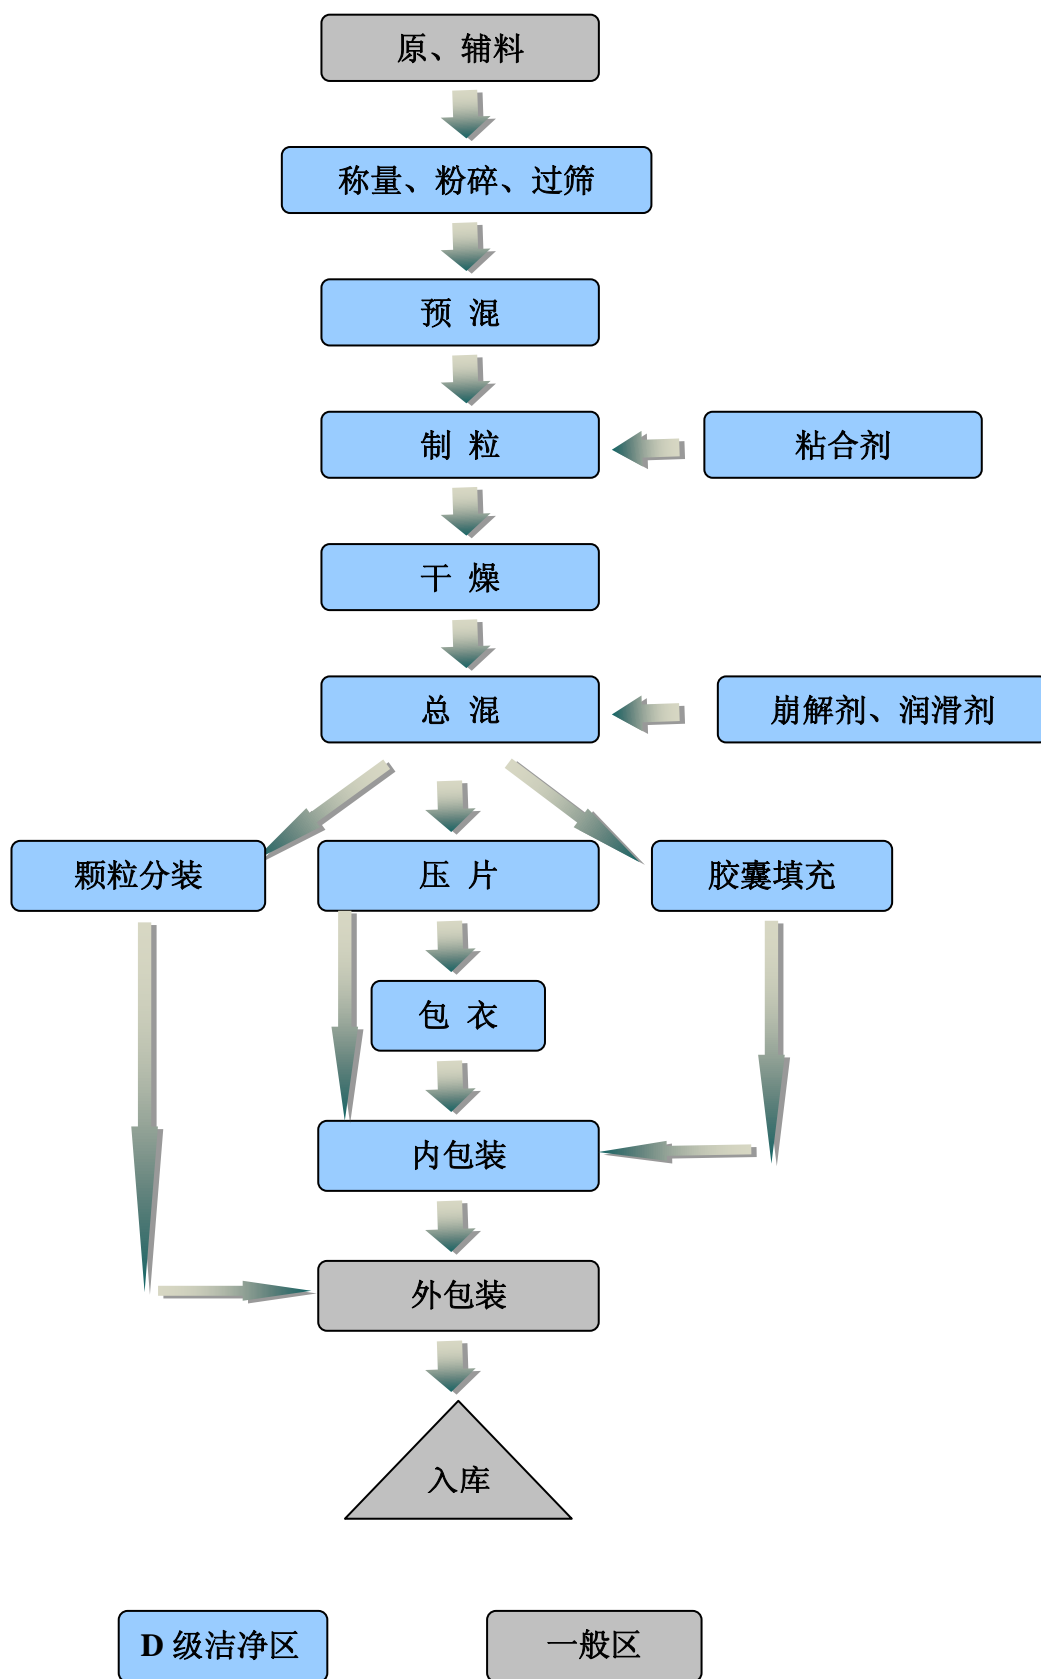 原、辅料
称量、粉碎、过筛
预 混
制 粒
粘合剂
干 燥
总 混
崩解剂、润滑剂
颗粒分装
压 片
胶囊填充
包 衣
内包装
外包装
入库
D 级洁净区
一般区